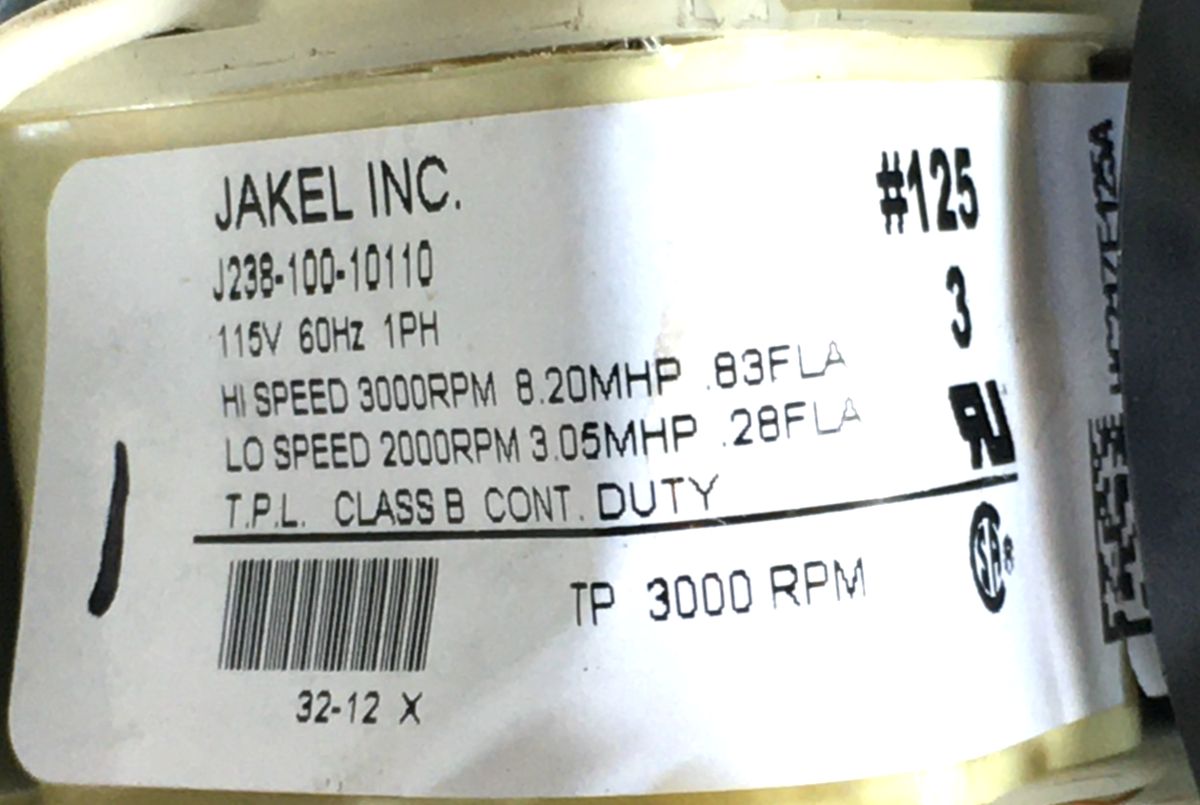 JAKEL INC.
#125
J238-100-10110
3
115V 60Hz 1PH
HI SPEED 3000RPM 8.20MHP .83FLA
LO SPEED 2000RPM 3.05MHP .28FLA
T.P.L. CLASS B CONT. DUTY
TP 3000 RPM
32-12 X